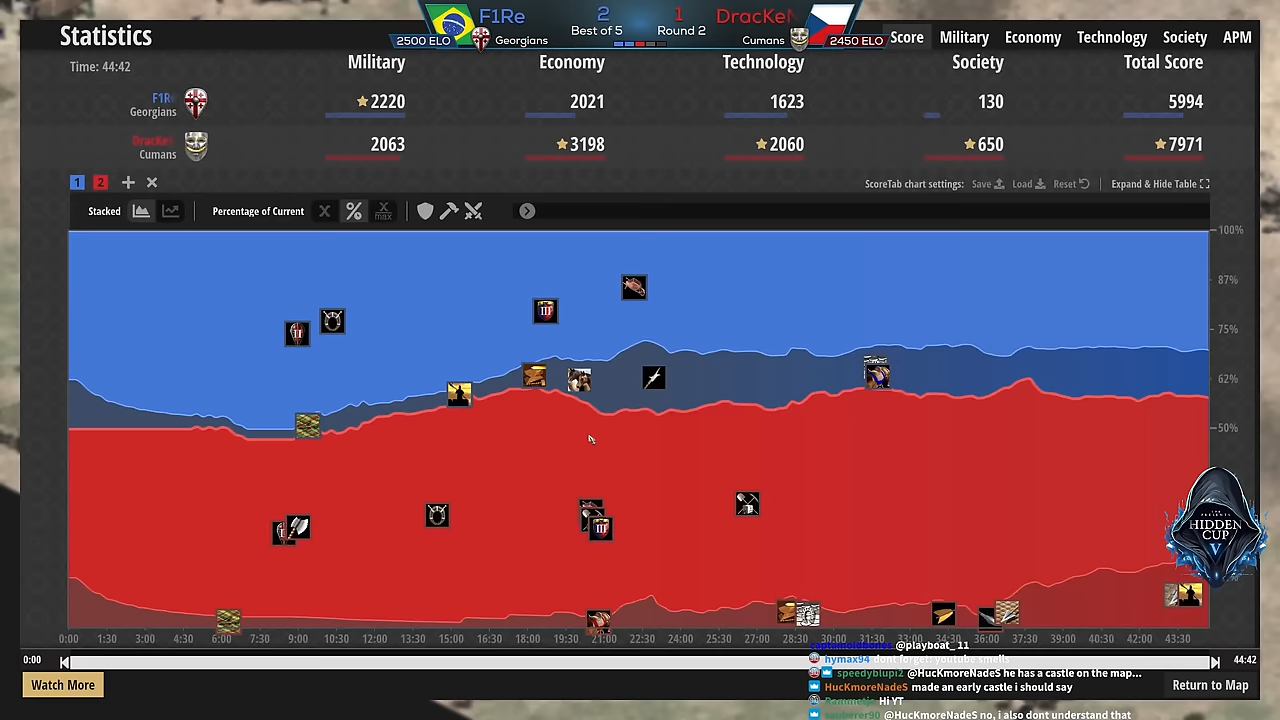 Statistics
F1Re 2 1 DracKeN
Best of 5 Round 2
2500 ELO Georgians Cumans 2450 ELO
Score Military Economy Technology Society APM
Time: 44:42 Military Economy Technology Society Total Score
F1Re 2220 2021 1623 130 5994
Georgians
DracKeN 2063 3198 2060 650 7971
Cumans
1 2
ScoreTab chart settings: Save Load Reset Expand & Hide Table
Stacked Percentage of Current X % X max
100%
87%
75%
62%
50%
II
III
III
HIDDEN
CUP
V
0:00 1:30 3:00 4:30 6:00 7:30 9:00 10:30 12:00 13:30 15:00 16:30 18:00 19:30 21:00 22:30 24:00 25:30 27:00 28:30 30:00 31:30 33:00 34:30 36:00 37:30 39:00 40:30 42:00 43:30
@playboat_ 11
0:00 44:42
hymax94 dont forget: youtube smells
speedyblupi2 @HucKmoreNadeS he has a castle on the map...
HucKmoreNadeS made an early castle i should say
Hi YT
@HucKmoreNadeS no, i also dont understand that
Watch More Return to Map